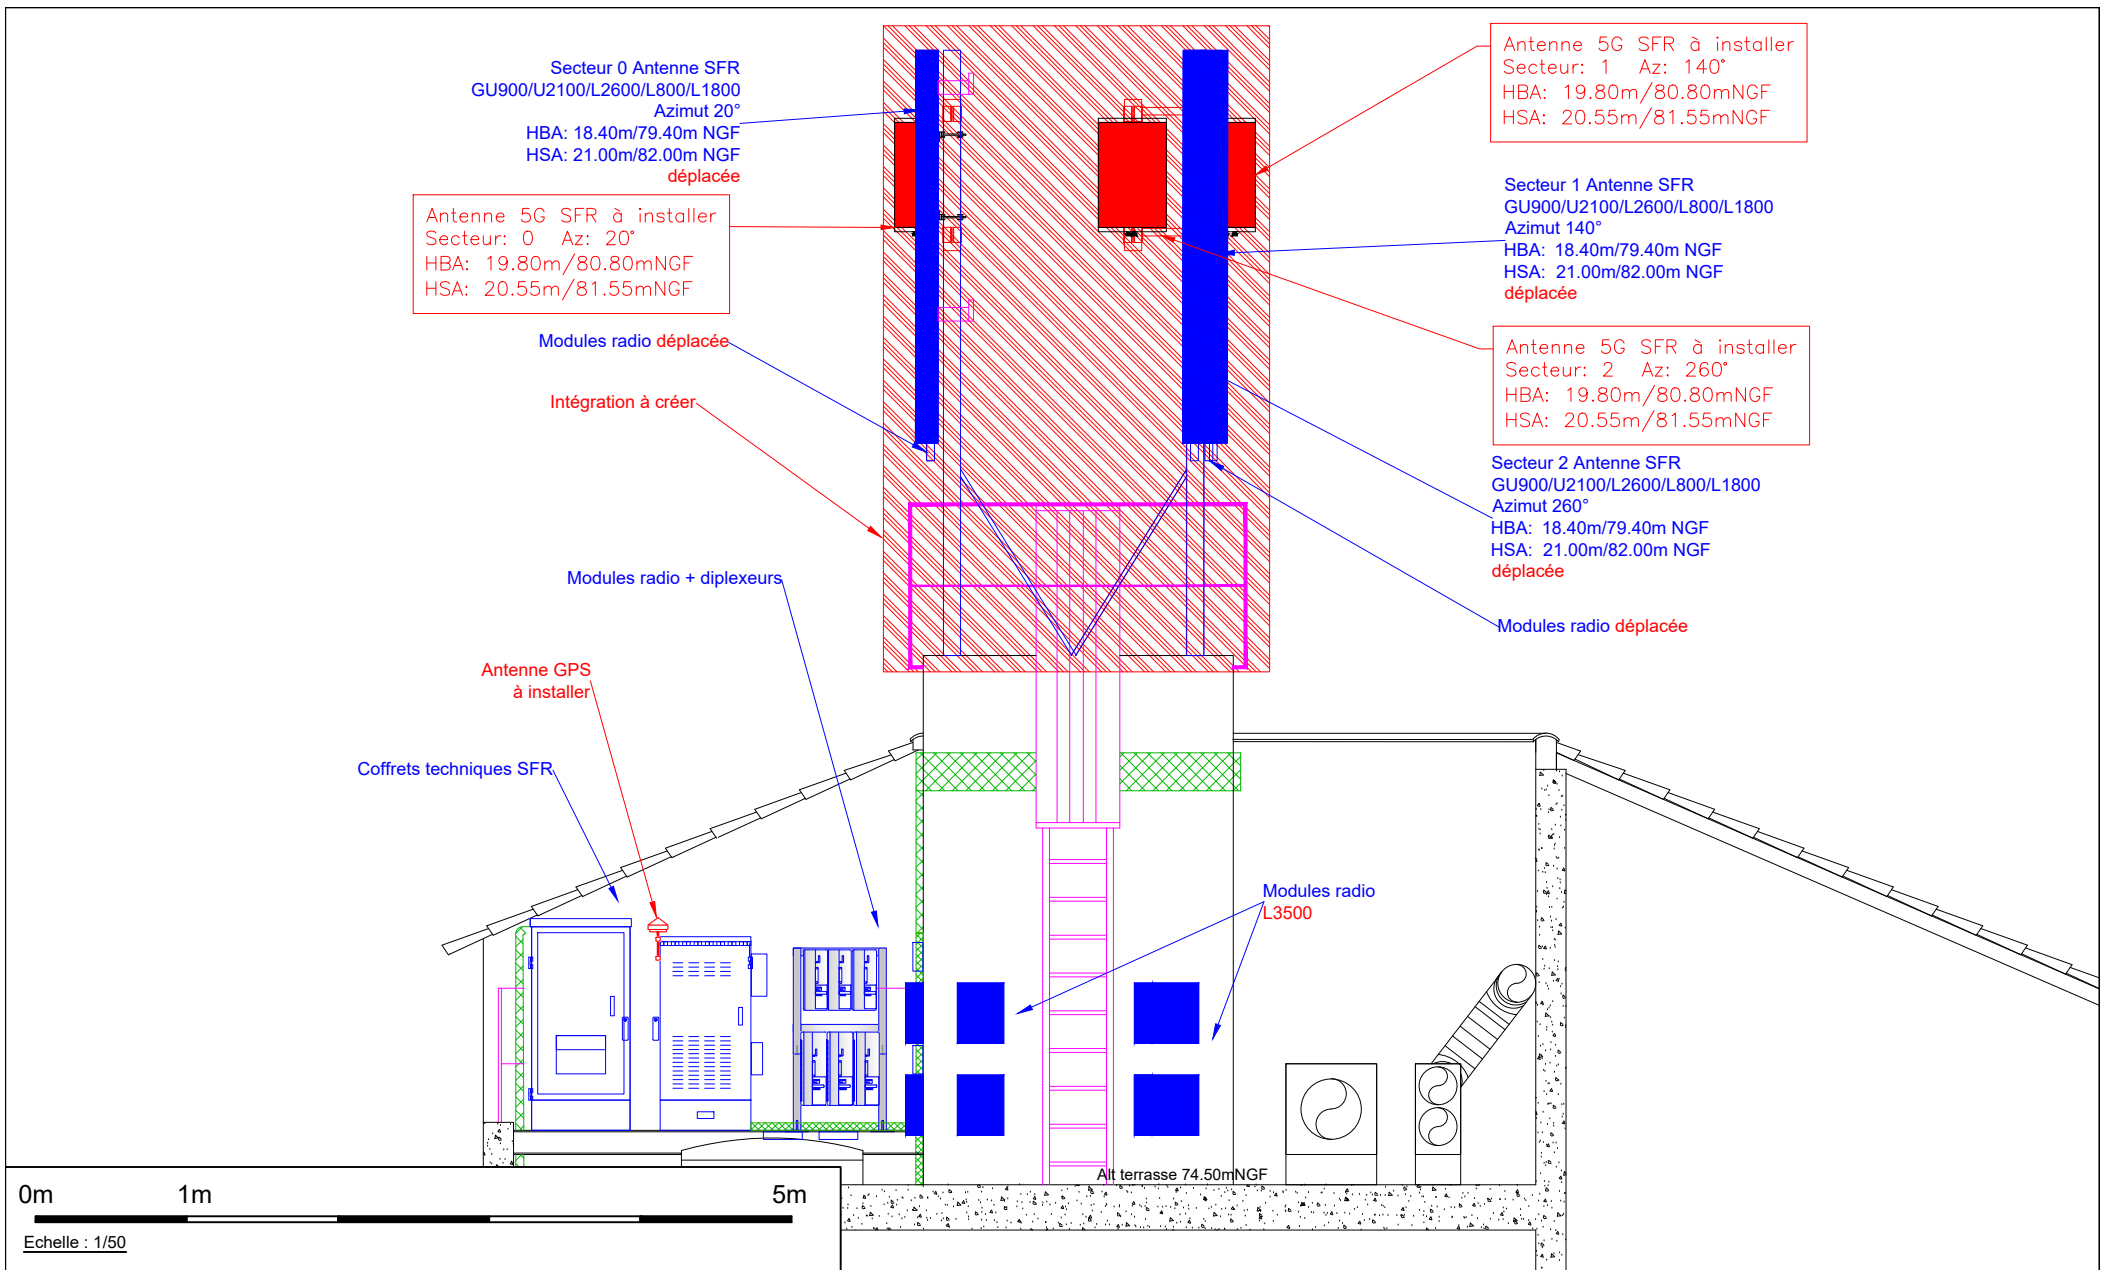 Secteur 0 Antenne SFR
GU900/U2100/L2600/L800/L1800
Azimut 20°
HBA: 18.40m/79.40m NGF
HSA: 21.00m/82.00m NGF
déplacée
Antenne 5G SFR à installer
Secteur: 0 Az: 20°
HBA: 19.80m/80.80mNGF
HSA: 20.55m/81.55mNGF
Modules radio déplacée
Intégration à créer
Modules radio + diplexeurs
Antenne GPS
à installer
Coffrets techniques SFR
Antenne 5G SFR à installer
Secteur: 1 Az: 140°
HBA: 19.80m/80.80mNGF
HSA: 20.55m/81.55mNGF
Secteur 1 Antenne SFR
GU900/U2100/L2600/L800/L1800
Azimut 140°
HBA: 18.40m/79.40m NGF
HSA: 21.00m/82.00m NGF
déplacée
Antenne 5G SFR à installer
Secteur: 2 Az: 260°
HBA: 19.80m/80.80mNGF
HSA: 20.55m/81.55mNGF
Secteur 2 Antenne SFR
GU900/U2100/L2600/L800/L1800
Azimut 260°
HBA: 18.40m/79.40m NGF
HSA: 21.00m/82.00m NGF
déplacée
Modules radio déplacée
Modules radio
L3500
Alt terrasse 74.50mNGF
0m 1m 5m
Echelle : 1/50